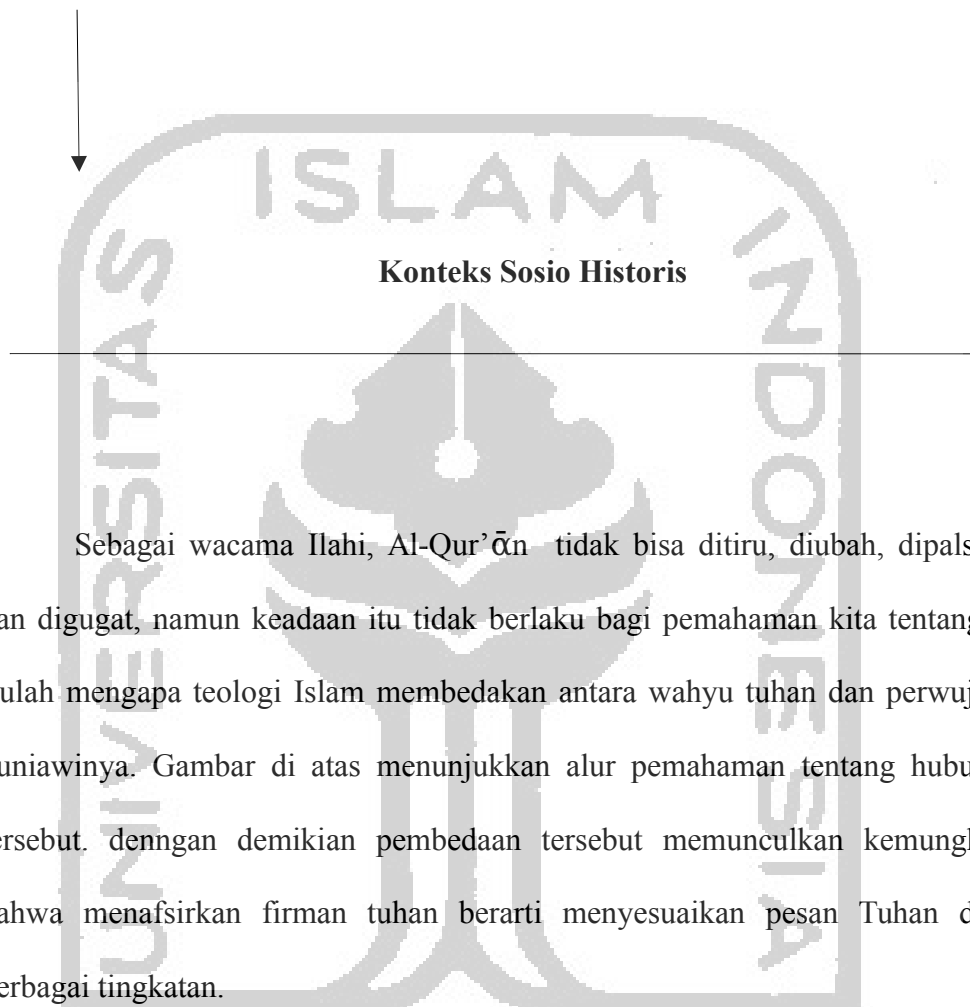 ISLAM
UNIVERSITAS
INDONESIA
Konteks Sosio Historis
Sebagai wacama Ilahi, Al-Qur’ān tidak bisa ditiru, diubah, dipals
an digugat, namun keadaan itu tidak berlaku bagi pemahaman kita tentang
ulah mengapa teologi Islam membedakan antara wahyu tuhan dan perwuj
uniawinya. Gambar di atas menunjukkan alur pemahaman tentang hubu
ersebut. denngan demikian pembedaan tersebut memunculkan kemungk
ahwa menafsirkan firman tuhan berarti menyesuaikan pesan Tuhan d
erbagai tingkatan.